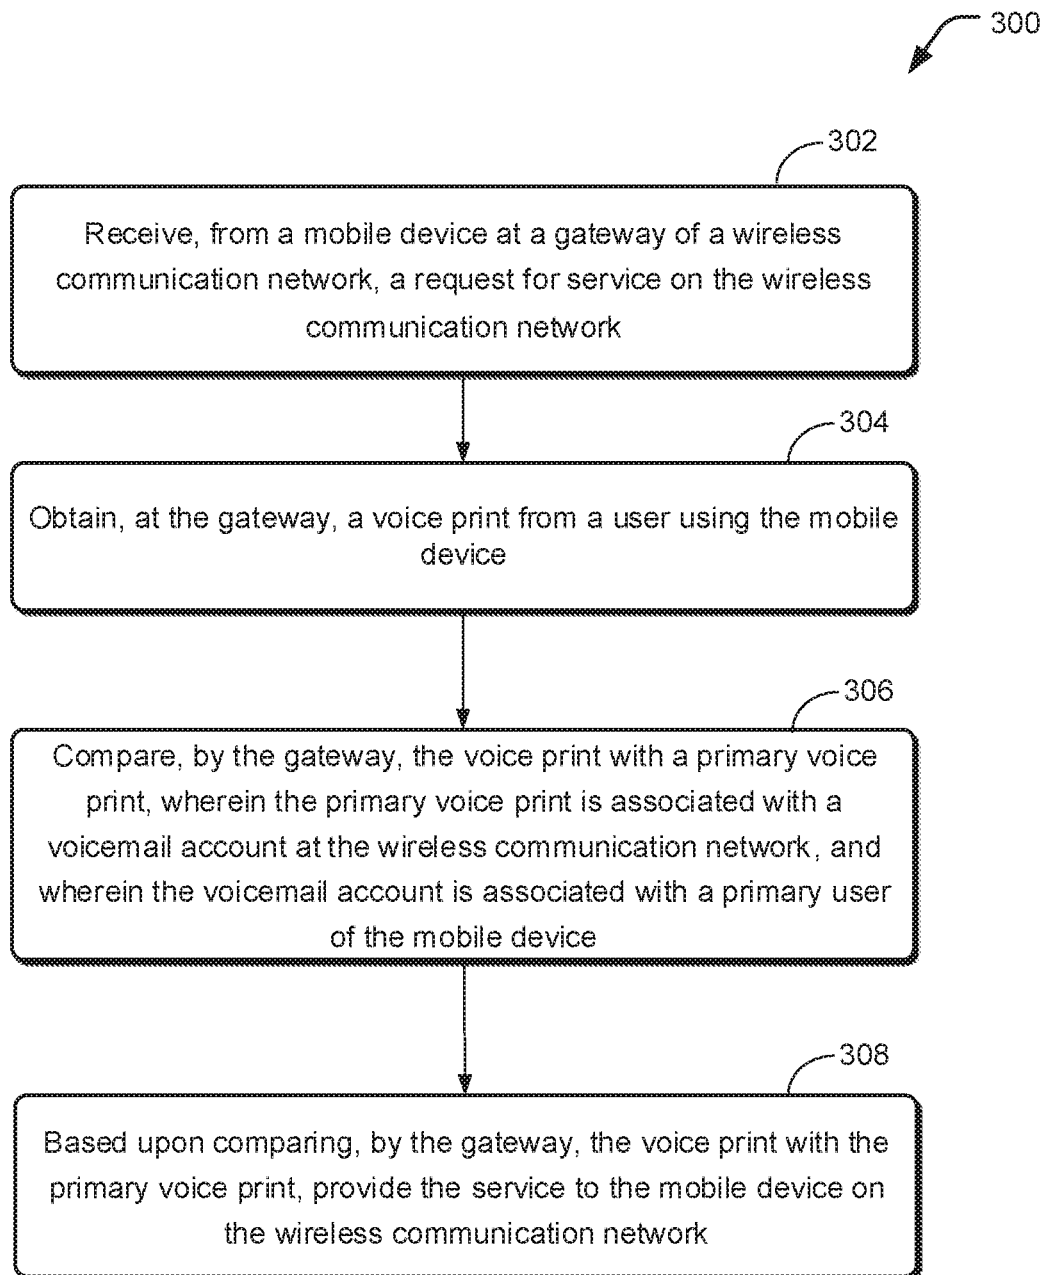 300
302
Receive, from a mobile device at a gateway of a wireless
communication network, a request for service on the wireless
communication network
304
Obtain, at the gateway, a voice print from a user using the mobile
device
306
Compare, by the gateway, the voice print with a primary voice
print, wherein the primary voice print is associated with a
voicemail account at the wireless communication network, and
wherein the voicemail account is associated with a primary user
of the mobile device
308
Based upon comparing, by the gateway, the voice print with the
primary voice print, provide the service to the mobile device on
the wireless communication network